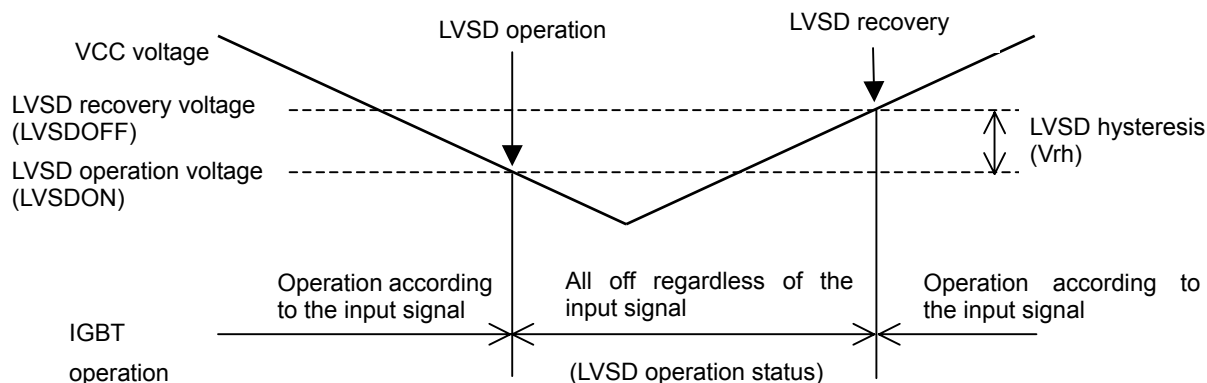 LVSD operation
LVSD recovery
VCC voltage
LVSD recovery voltage
(LVSDOFF)
LVSD operation voltage
(LVSDON)
LVSD hysteresis
(Vrh)
Operation according
to the input signal
All off regardless of the
input signal
Operation according to
the input signal
IGBT
operation
(LVSD operation status)